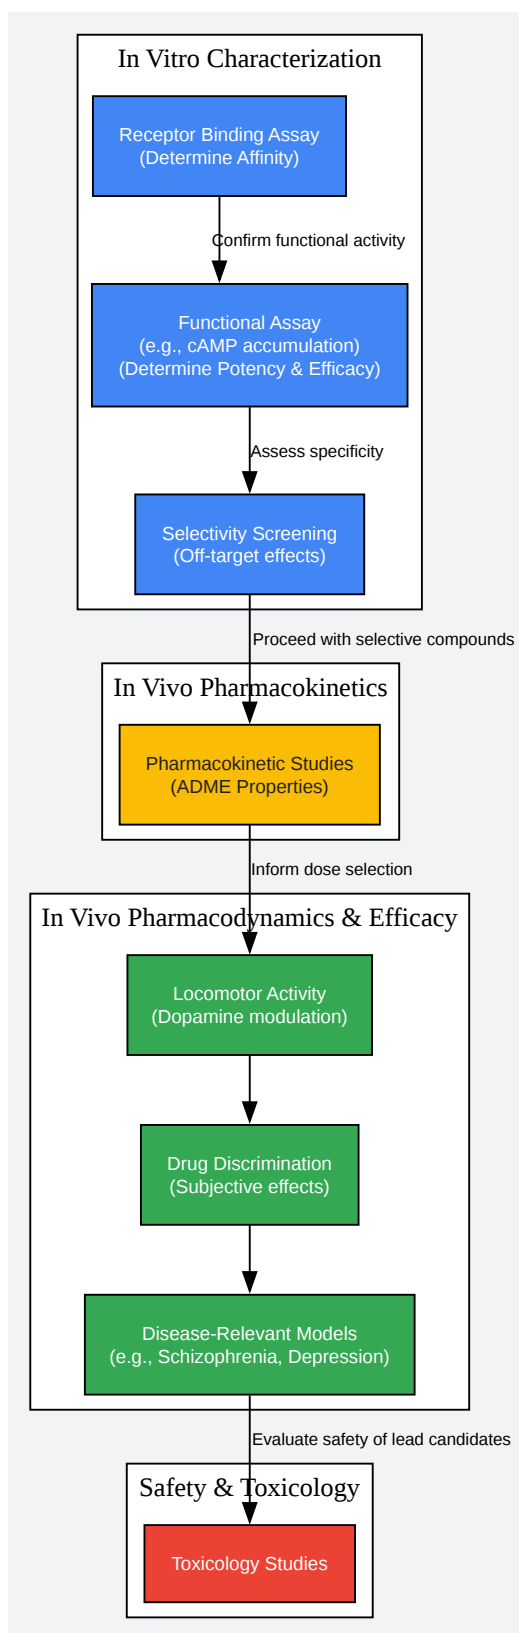 In Vitro Characterization
Receptor Binding Assay
(Determine Affinity)
Confirm functional activity
Functional Assay
(e.g., cAMP accumulation)
(Determine Potency & Efficacy)
Assess specificity
Selectivity Screening
(Off-target effects)
Proceed with selective compounds
In Vivo Pharmacokinetics
Pharmacokinetic Studies
(ADME Properties)
Inform dose selection
In Vivo Pharmacodynamics & Efficacy
Locomotor Activity
(Dopamine modulation)
Drug Discrimination
(Subjective effects)
Disease-Relevant Models
(e.g., Schizophrenia, Depression)
Evaluate safety of lead candidates
Safety & Toxicology
Toxicology Studies